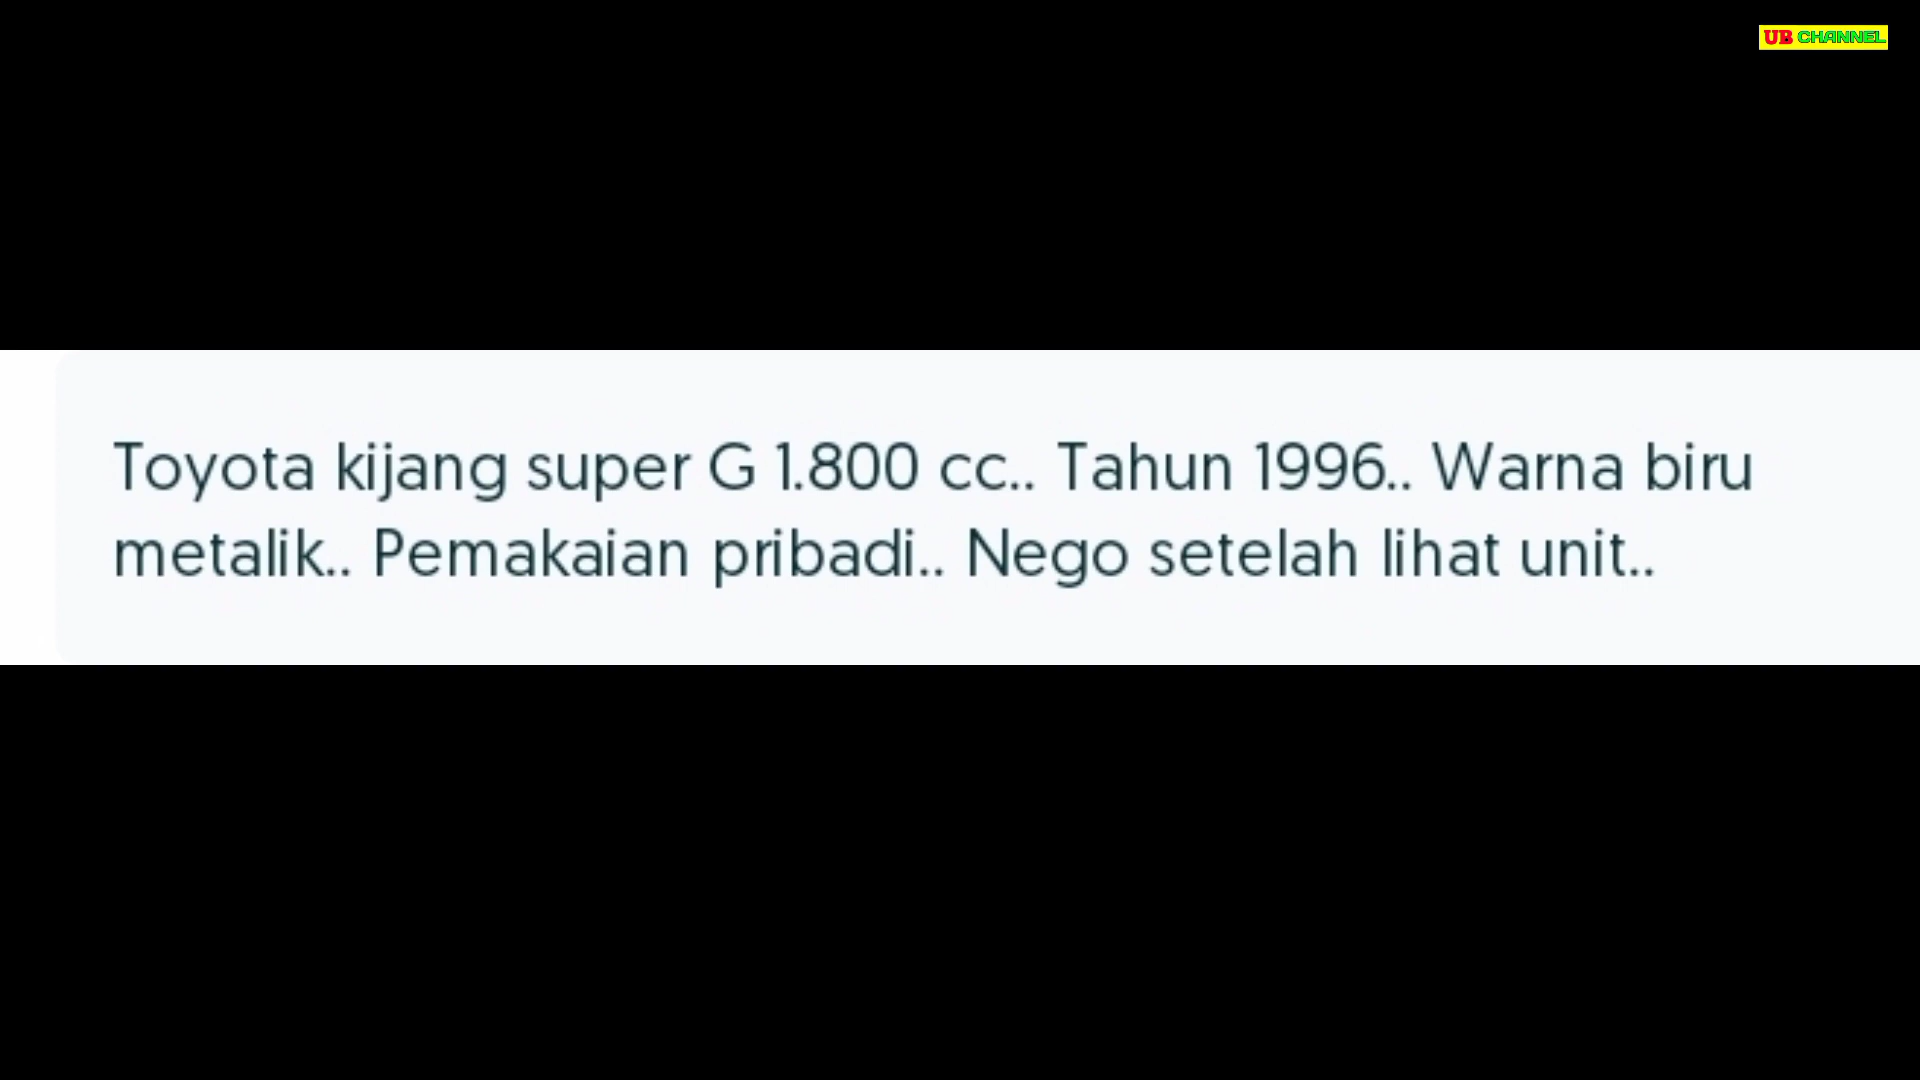 UB CHANNEL
Toyota kijang super G 1.800 cc.. Tahun 1996.. Warna biru
metalik.. Pemakaian pribadi.. Nego setelah lihat unit..